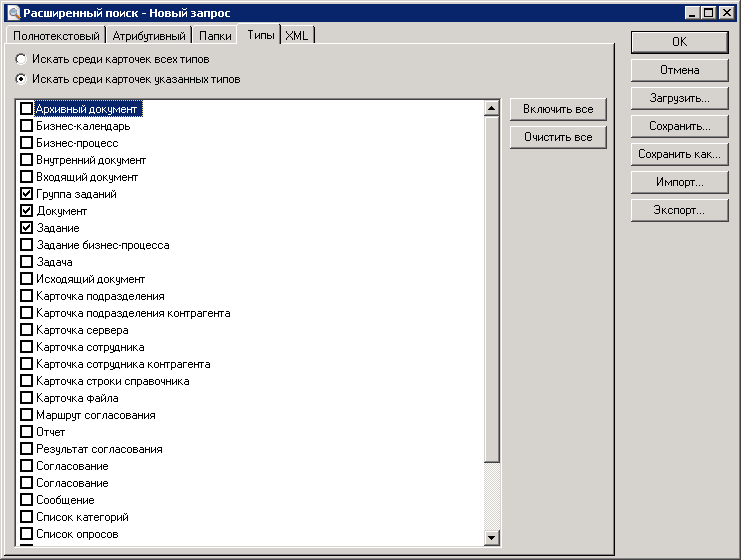 Расширенный поиск - Новый запрос
Полнотекстовый Атрибутивный Папки Типы XML
Искать среди карточек всех типов
Искать среди карточек указанных типов
Архивный документ
Бизнес-календарь
Бизнес-процесс
Внутренний документ
Входящий документ
Группа заданий
Документ
Задание
Задание бизнес-процесса
Задача
Исходящий документ
Карточка подразделения
Карточка подразделения контрагента
Карточка сервера
Карточка сотрудника
Карточка сотрудника контрагента
Карточка строки справочника
Карточка файла
Маршрут согласования
Отчет
Результат согласования
Согласование
Согласование
Сообщение
Список категорий
Список опросов
Включить все
Очистить все
OK
Отмена
Загрузить...
Сохранить...
Сохранить как...
Импорт...
Экспорт...